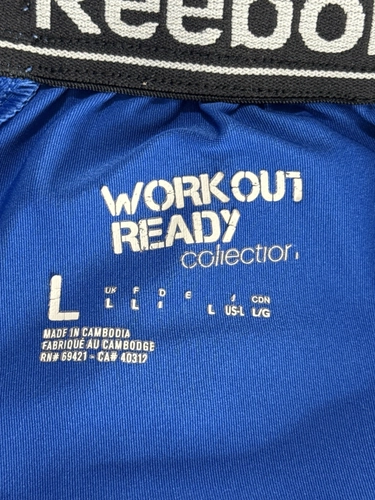 Reebok
WORKOUT
READY
collection
UK F D E J CDN
L L L L US-L L/G
MADE IN CAMBODIA
FABRIQUÉ AU CAMBODGE
RN# 69421 - CA# 40312